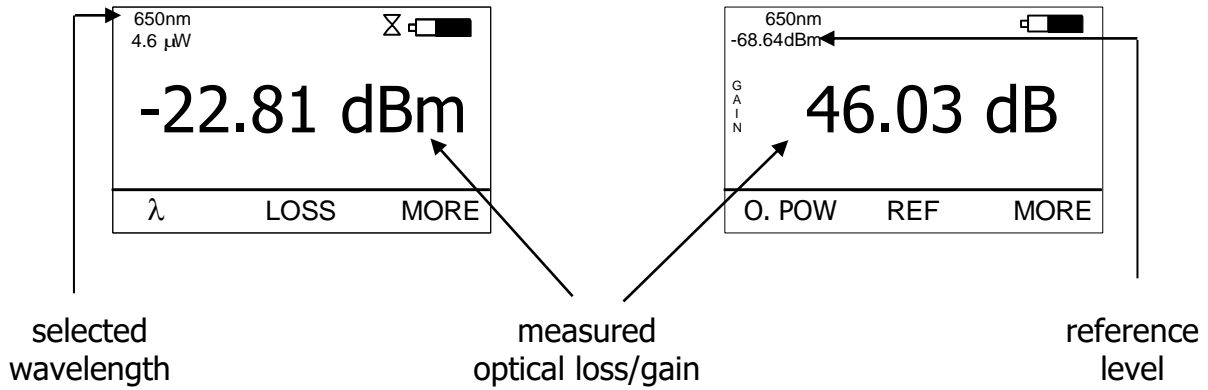 650nm
4.6 µW
-22.81 dBm
λ LOSS MORE
650nm
-68.64dBm
GAIN
46.03 dB
O. POW REF MORE
selected
wavelength
measured
optical loss/gain
reference
level